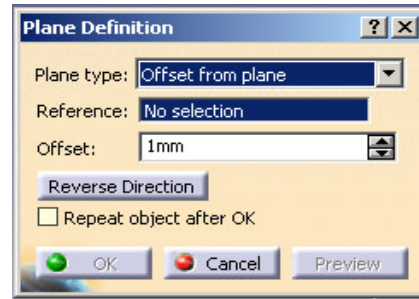 Plane Definition ? X
Plane type: Offset from plane
Reference: No selection
Offset: 1mm
Reverse Direction
Repeat object after OK
OK Cancel Preview